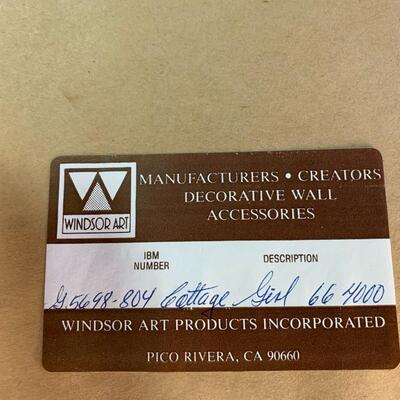 WINDSOR ART
MANUFACTURERS • CREATORS
DECORATIVE WALL
ACCESSORIES
IBM
NUMBER
DESCRIPTION
G5698-804 Cottage Girl 66 4000
WINDSOR ART PRODUCTS INCORPORATED
PICO RIVERA, CA 90660